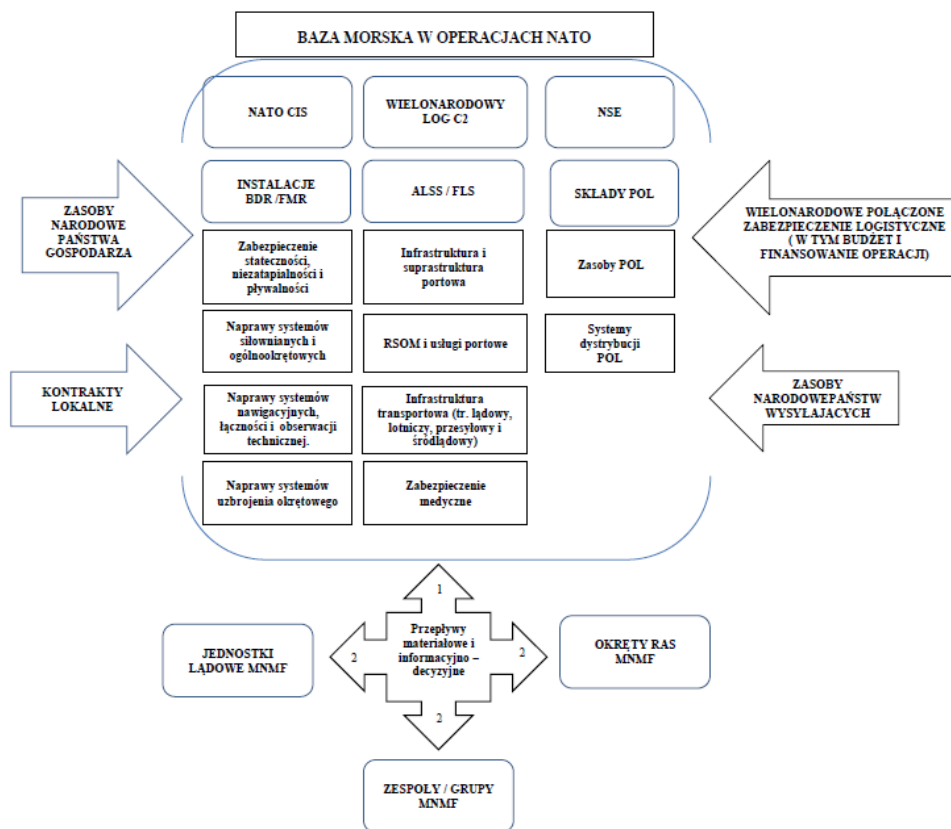 BAZA MORSKA W OPERACJACH NATO
NATO CIS
WIELONARODOWY
LOG C2
NSE
INSTALACJE
BDR /FMR
ALSS / FLS
SKŁADY POL
ZASOBY
NARODOWE
PAŃSTWA
GOSPODARZA
WIELONARODOWE POŁĄCZONE
ZABEZPIECZENIE LOGISTYCZNE
( W TYM BUDŻET I
FINANSOWANIE OPERACJI)
Zabezpieczenie
stateczności,
niezatapialności i
pływalności
Infrastruktura i
suprastruktura
portowa
Zasoby POL
Naprawy systemów
siłownianych i
ogólnookrętowych
RSOM i usługi portowe
Systemy
dystrybucji
POL
KONTRAKTY
LOKALNE
ZASOBY
NARODOWEPAŃSTW
WYSYŁAJACYCH
Naprawy systemów
nawigacyjnych,
łączności i obserwacji
technicznej.
Infrastruktura
transportowa (tr. lądowy,
lotniczy, przesyłowy i
śródlądowy)
Naprawy systemów
uzbrojenia okrętowego
Zabezpieczenie
medyczne
1
Przepływy
materiałowe i
informacyjno –
decyzyjne
2
2
2
JEDNOSTKI
LĄDOWE MNMF
OKRĘTY RAS
MNMF
ZESPOŁY / GRUPY
MNMF